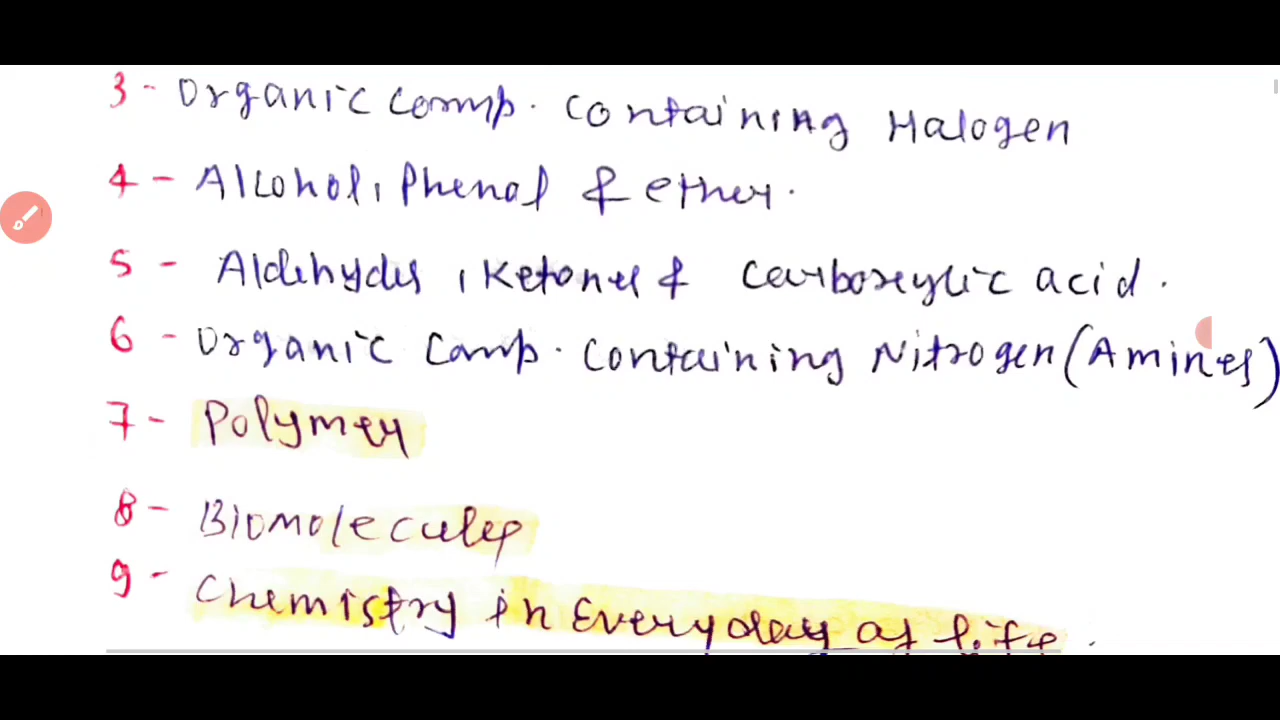 3- Organic Comp. Containing Halogen
4- Alcohol, Phenol & ether.
5- Aldehydes, Ketones & Carboxylic acid.
6- Organic Comp. Containing Nitrogen (Amines)
7- Polymer
8- Biomolecules
9- Chemistry in Everyday of life.